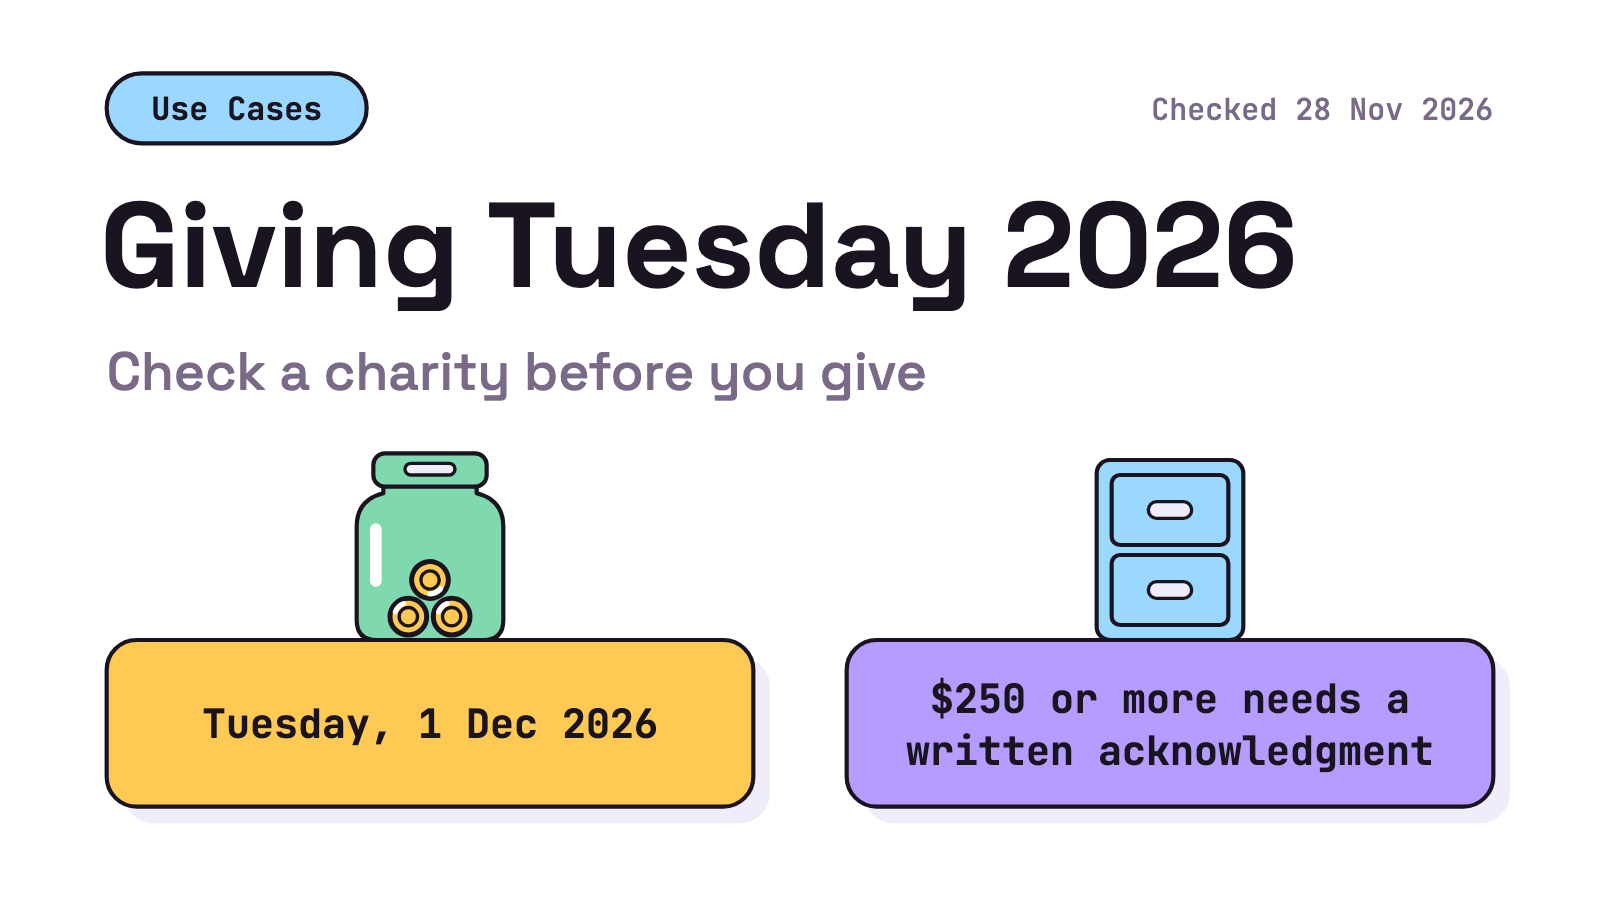 Use Cases
Checked 28 Nov 2026
Giving Tuesday 2026
Check a charity before you give
Tuesday, 1 Dec 2026
$250 or more needs a
written acknowledgment